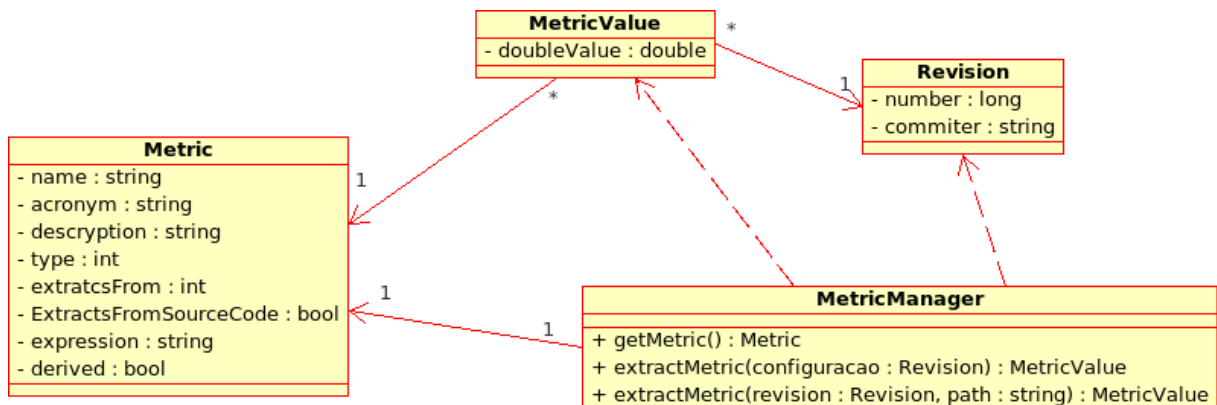 MetricValue
- doubleValue : double
*
*
1
Revision
- number : long
- commiter : string
Metric
- name : string
- acronym : string
- descryption : string
- type : int
- extratcsFrom : int
- ExtractsFromSourceCode : bool
- expression : string
- derived : bool
1
1
1
MetricManager
+ getMetric() : Metric
+ extractMetric(configuracao : Revision) : MetricValue
+ extractMetric(revision : Revision, path : string) : MetricValue